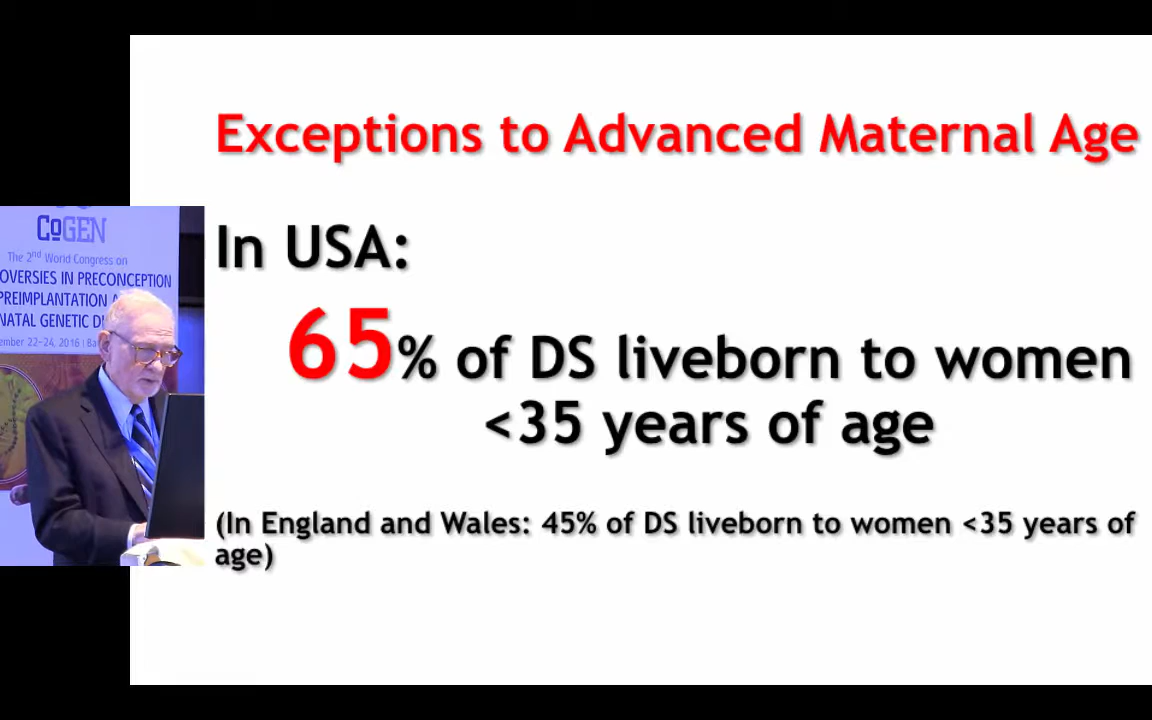 Exceptions to Advanced Maternal Age
In USA:
65% of DS liveborn to women
<35 years of age
(In England and Wales: 45% of DS liveborn to women <35 years of
age)
CoGEN
The 2nd World Congress on
OVERSIES IN PRECONCEPTION
PREIMPLANTATION A
NATAL GENETIC DI
ember 22-24, 2016 | Ba